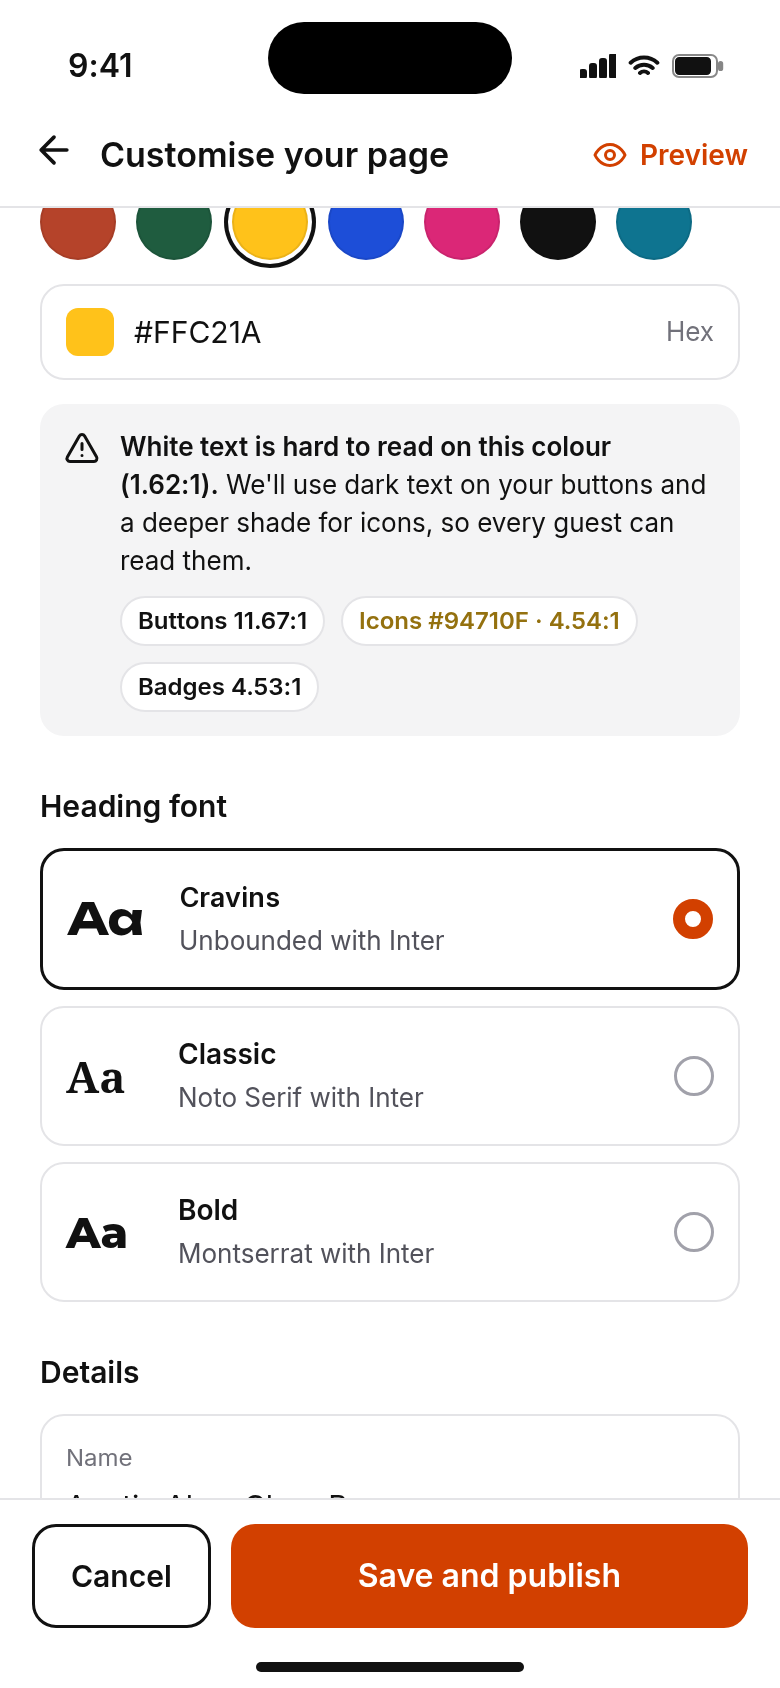 9:41
Customise your page
Preview
#FFC21A
Hex
White text is hard to read on this colour
(1.62:1). We'll use dark text on your buttons and
a deeper shade for icons, so every guest can
read them.
Buttons 11.67:1
Icons #94710F · 4.54:1
Badges 4.53:1
Heading font
Aa
Cravins
Unbounded with Inter
Aa
Classic
Noto Serif with Inter
Aa
Bold
Montserrat with Inter
Details
Name
Cancel
Save and publish